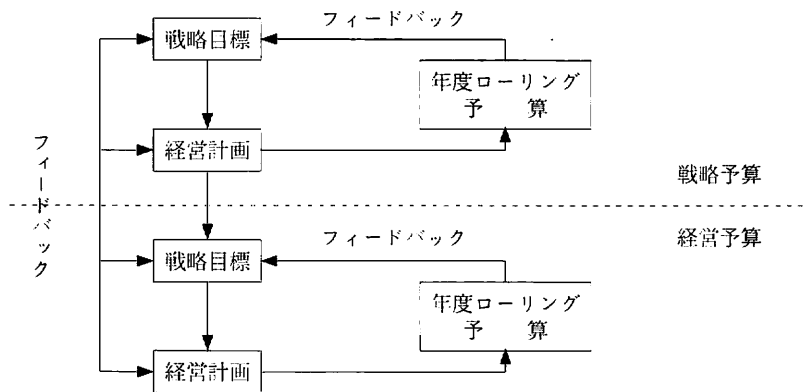 フィードバック
戦略目標
年度ローリング
予　算
経営計画
フィードバック
戦略予算
経営予算
フィードバック
戦略目標
年度ローリング
予　算
経営計画